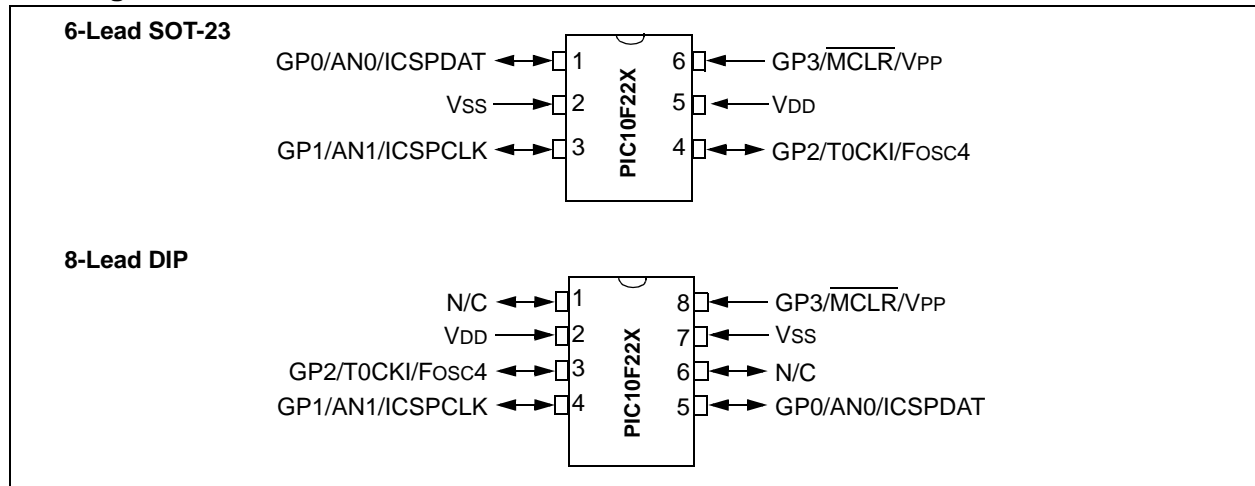 6-Lead SOT-23
GP0/AN0/ICSPDAT 1 6 GP3/MCLR/VPP
VSS 2 5 VDD
GP1/AN1/ICSPCLK 3 4 GP2/T0CKI/FOSC4
PIC10F22X
8-Lead DIP
N/C 1 8 GP3/MCLR/VPP
VDD 2 7 VSS
GP2/T0CKI/FOSC4 3 6 N/C
GP1/AN1/ICSPCLK 4 5 GP0/AN0/ICSPDAT
PIC10F22X